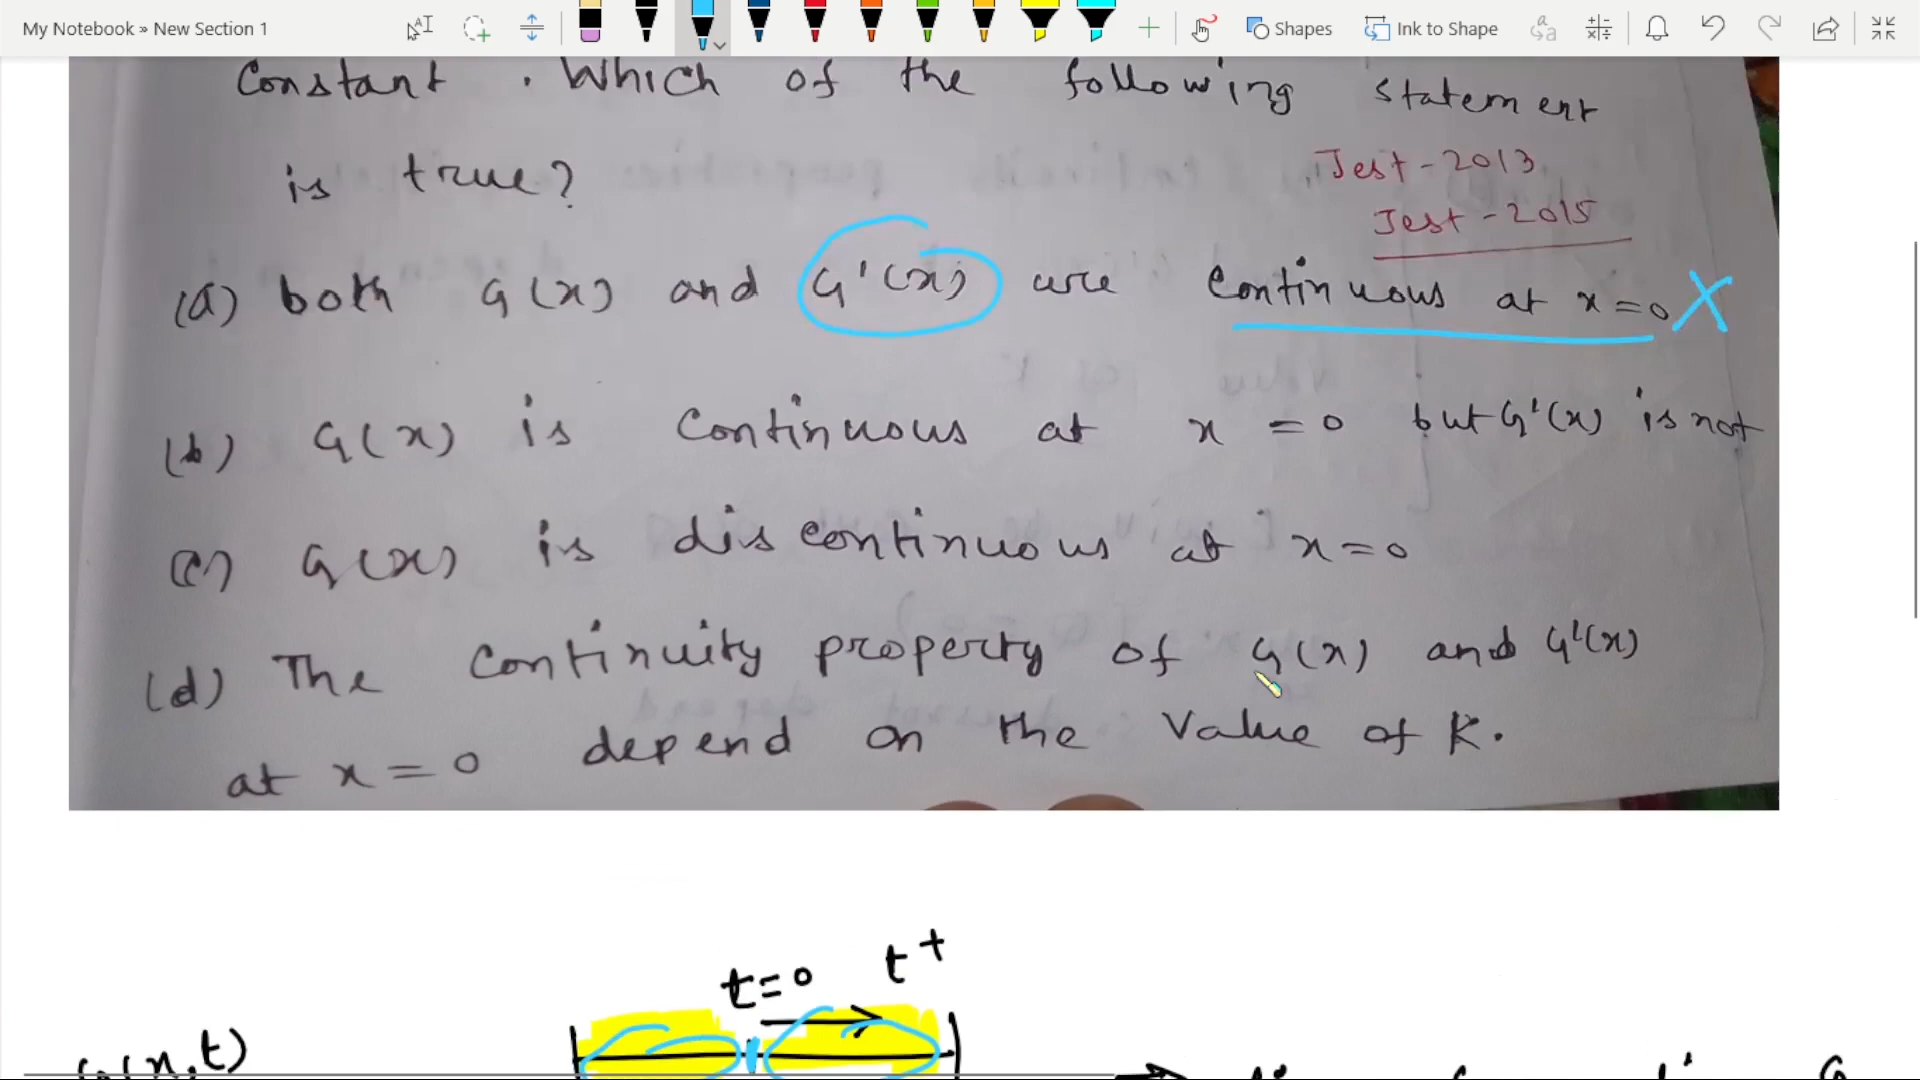 My Notebook » New Section 1
Shapes
Ink to Shape
Constant . Which of the following statement
is true?
Jest - 2013
Jest - 2015
(a) both G(x) and G'(x) are continuous at x=0 X
(b) G(x) is continuous at x = 0 but G'(x) is not
(c) G(x) is discontinuous at x=0
(d) The continuity property of G(x) and G'(x)
at x = 0 depend on the value of K.
t=0 t+